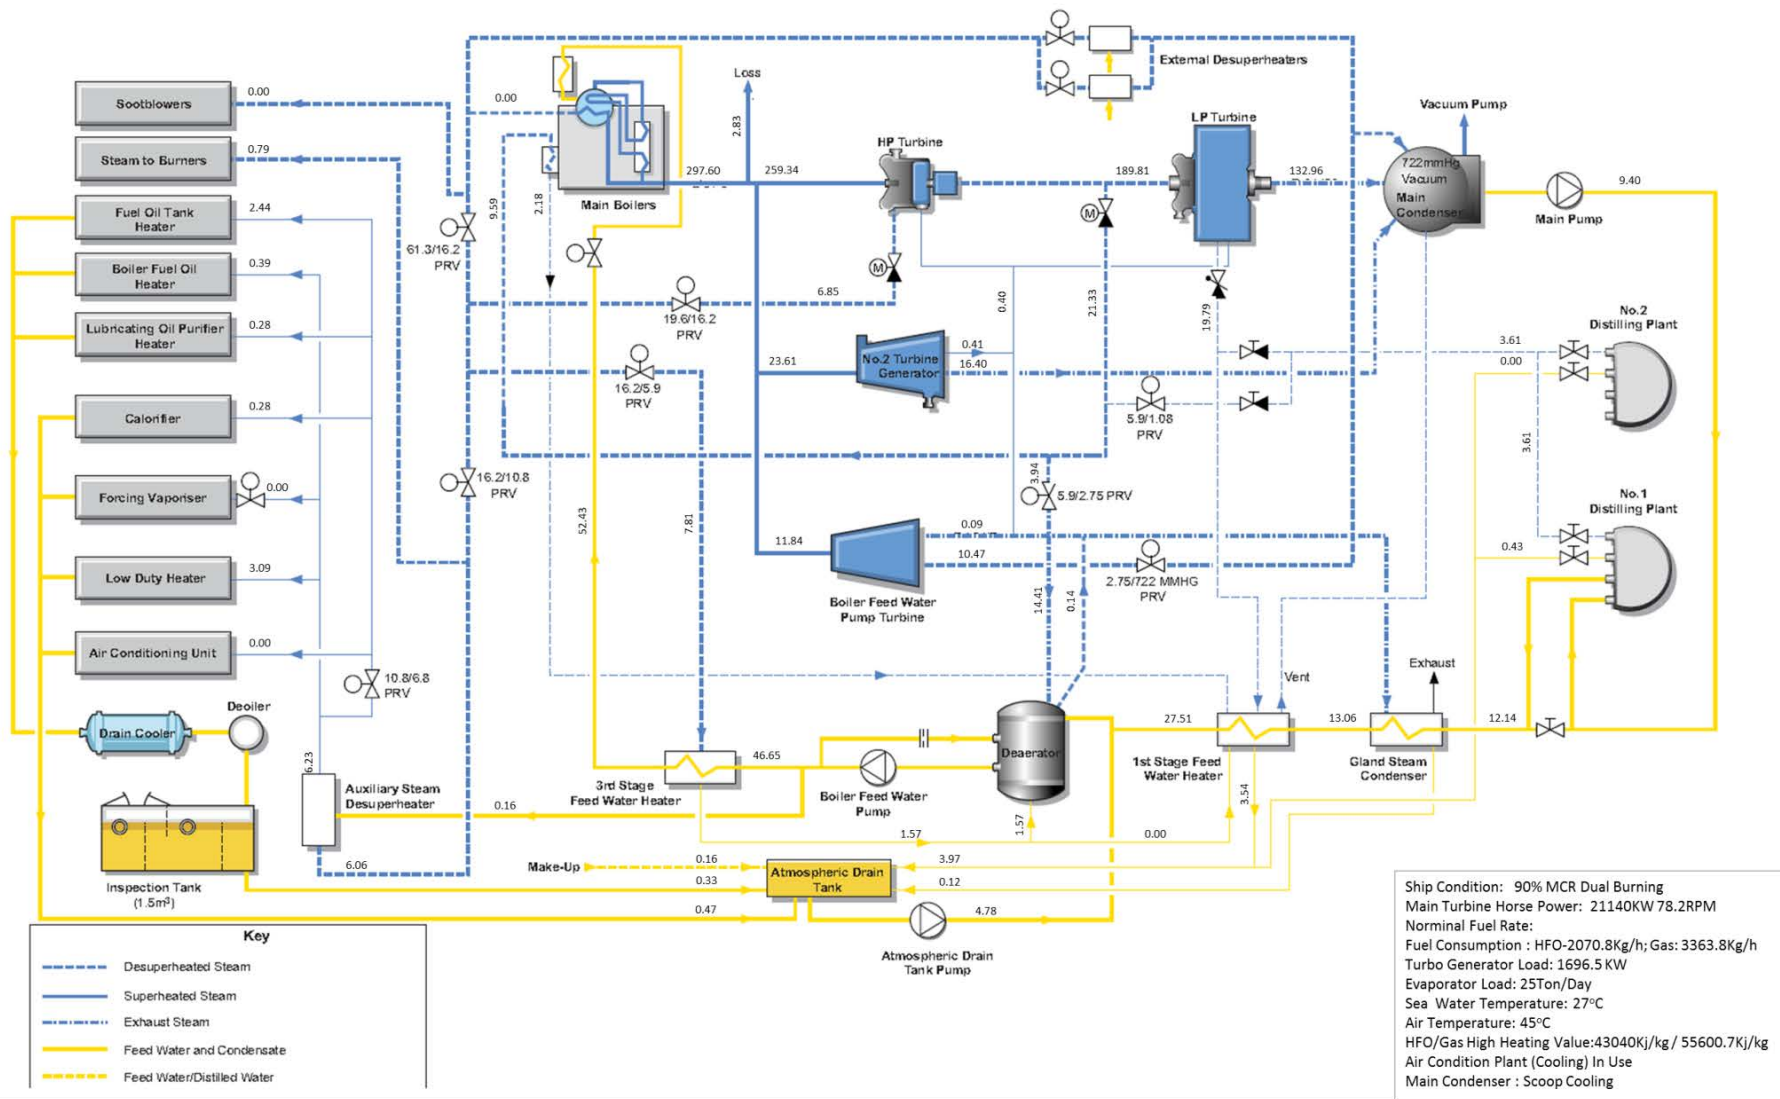 Sootblowers
0.00
Steam to Burners
0.79
Fuel Oil Tank
Heater
2.44
Boiler Fuel Oil
Heater
0.39
Lubricating Oil Purifier
Heater
0.28
Calorifier
0.28
Forcing Vaporiser
0.00
Low Duty Heater
3.09
Air Conditioning Unit
0.00
10.8/6.8
PRV
Drain Cooler
Deoiler
Inspection Tank
(1.5m³)
6.23
Auxiliary Steam
Desuperheater
6.06
0.16
0.00
61.3/16.2
PRV
9.59
2.18
Main Boilers
297.60
Loss
2.83
259.34
HP Turbine
M
6.85
19.6/16.2
PRV
16.2/5.9
PRV
16.2/10.8
PRV
52.43
7.81
23.61
No.2 Turbine
Generator
0.41
16.40
0.40
11.84
Boiler Feed Water
Pump Turbine
0.09
10.47
External Desuperheaters
LP Turbine
189.81
132.96
M
21.33
19.79
5.9/1.08
PRV
3.94
5.9/2.75 PRV
2.75/722 MMHG
PRV
14.41
0.14
Vacuum Pump
722mmHg
Vacuum
Main
Condenser
Main Pump
9.40
No.2
Distilling Plant
3.61
0.00
3.61
No.1
Distilling Plant
0.43
Exhaust
Vent
27.51
13.06
12.14
1st Stage Feed
Water Heater
Gland Steam
Condenser
3.54
Deaerator
46.65
3rd Stage
Feed Water Heater
Boiler Feed Water
Pump
1.57
1.57
0.00
Make-Up
0.16
0.33
0.47
Atmospheric Drain
Tank
3.97
0.12
4.78
Atmospheric Drain
Tank Pump
Key
Desuperheated Steam
Superheated Steam
Exhaust Steam
Feed Water and Condensate
Feed Water/Distilled Water
Ship Condition: 90% MCR Dual Burning
Main Turbine Horse Power: 21140KW 78.2RPM
Norminal Fuel Rate:
Fuel Consumption : HFO-2070.8Kg/h; Gas: 3363.8Kg/h
Turbo Generator Load: 1696.5 KW
Evaporator Load: 25Ton/Day
Sea Water Temperature: 27°C
Air Temperature: 45°C
HFO/Gas High Heating Value:43040Kj/kg / 55600.7Kj/kg
Air Condition Plant (Cooling) In Use
Main Condenser : Scoop Cooling